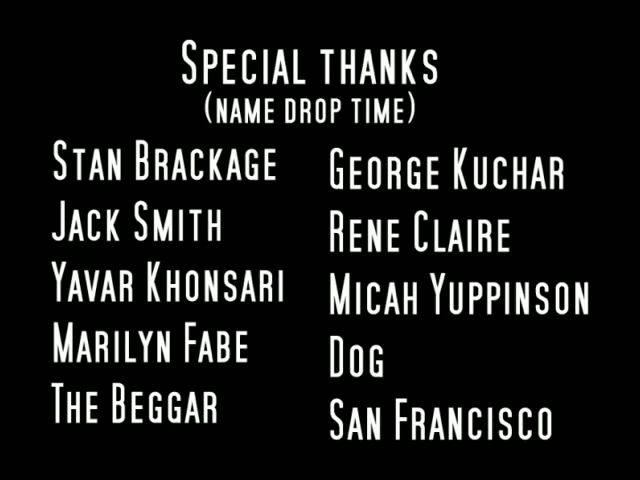 Special thanks
(name drop time)
Stan Brackage
Jack Smith
Yavar Khonsari
Marilyn Fabe
The Beggar
George Kuchar
Rene Claire
Micah Yuppinson
Dog
San Francisco